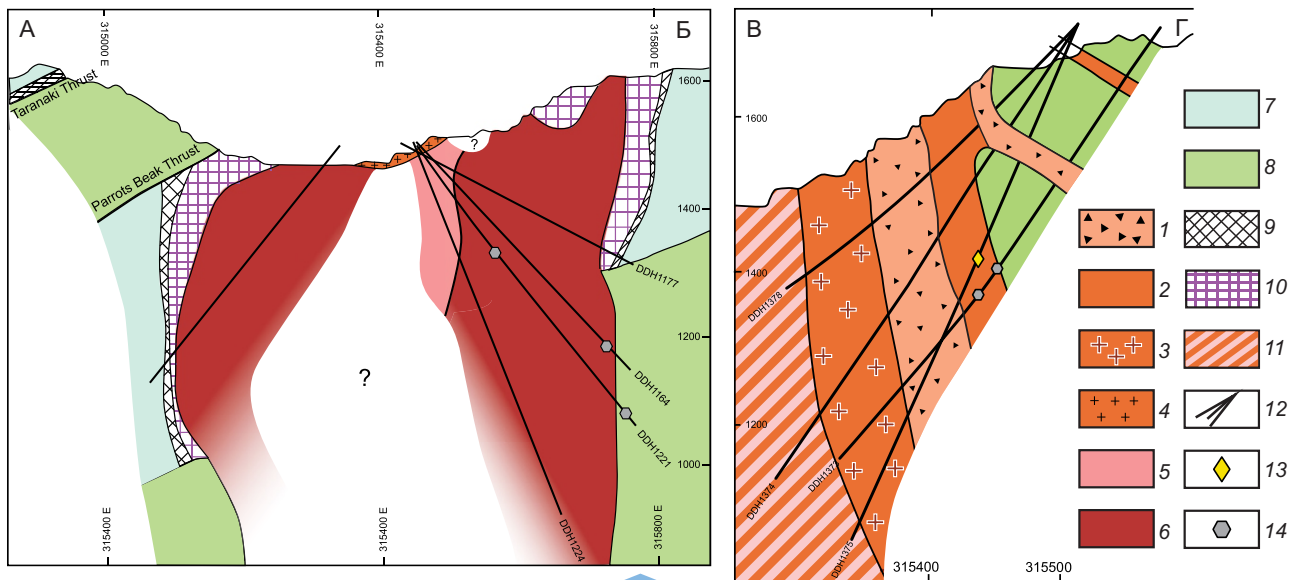 А
315000 E
315400 E
315800 E
Б
Taranaki Thrust
Parrots Beak Thrust
?
?
1600
1400
1200
1000
DDH1177
DDH1164
DDH1221
DDH1224
315400 E
315400 E
315800 E
В
Г
1600
1400
1200
DDH1378
DDH1374
DDH1373
DDH1375
315400
315500
1
2
3
4
5
6
7
8
9
10
11
12
13
14